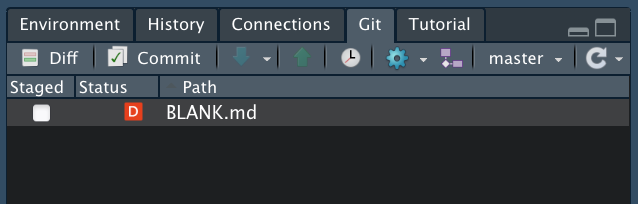 Environment History Connections Git Tutorial
Diff Commit master
Staged Status Path
D BLANK.md